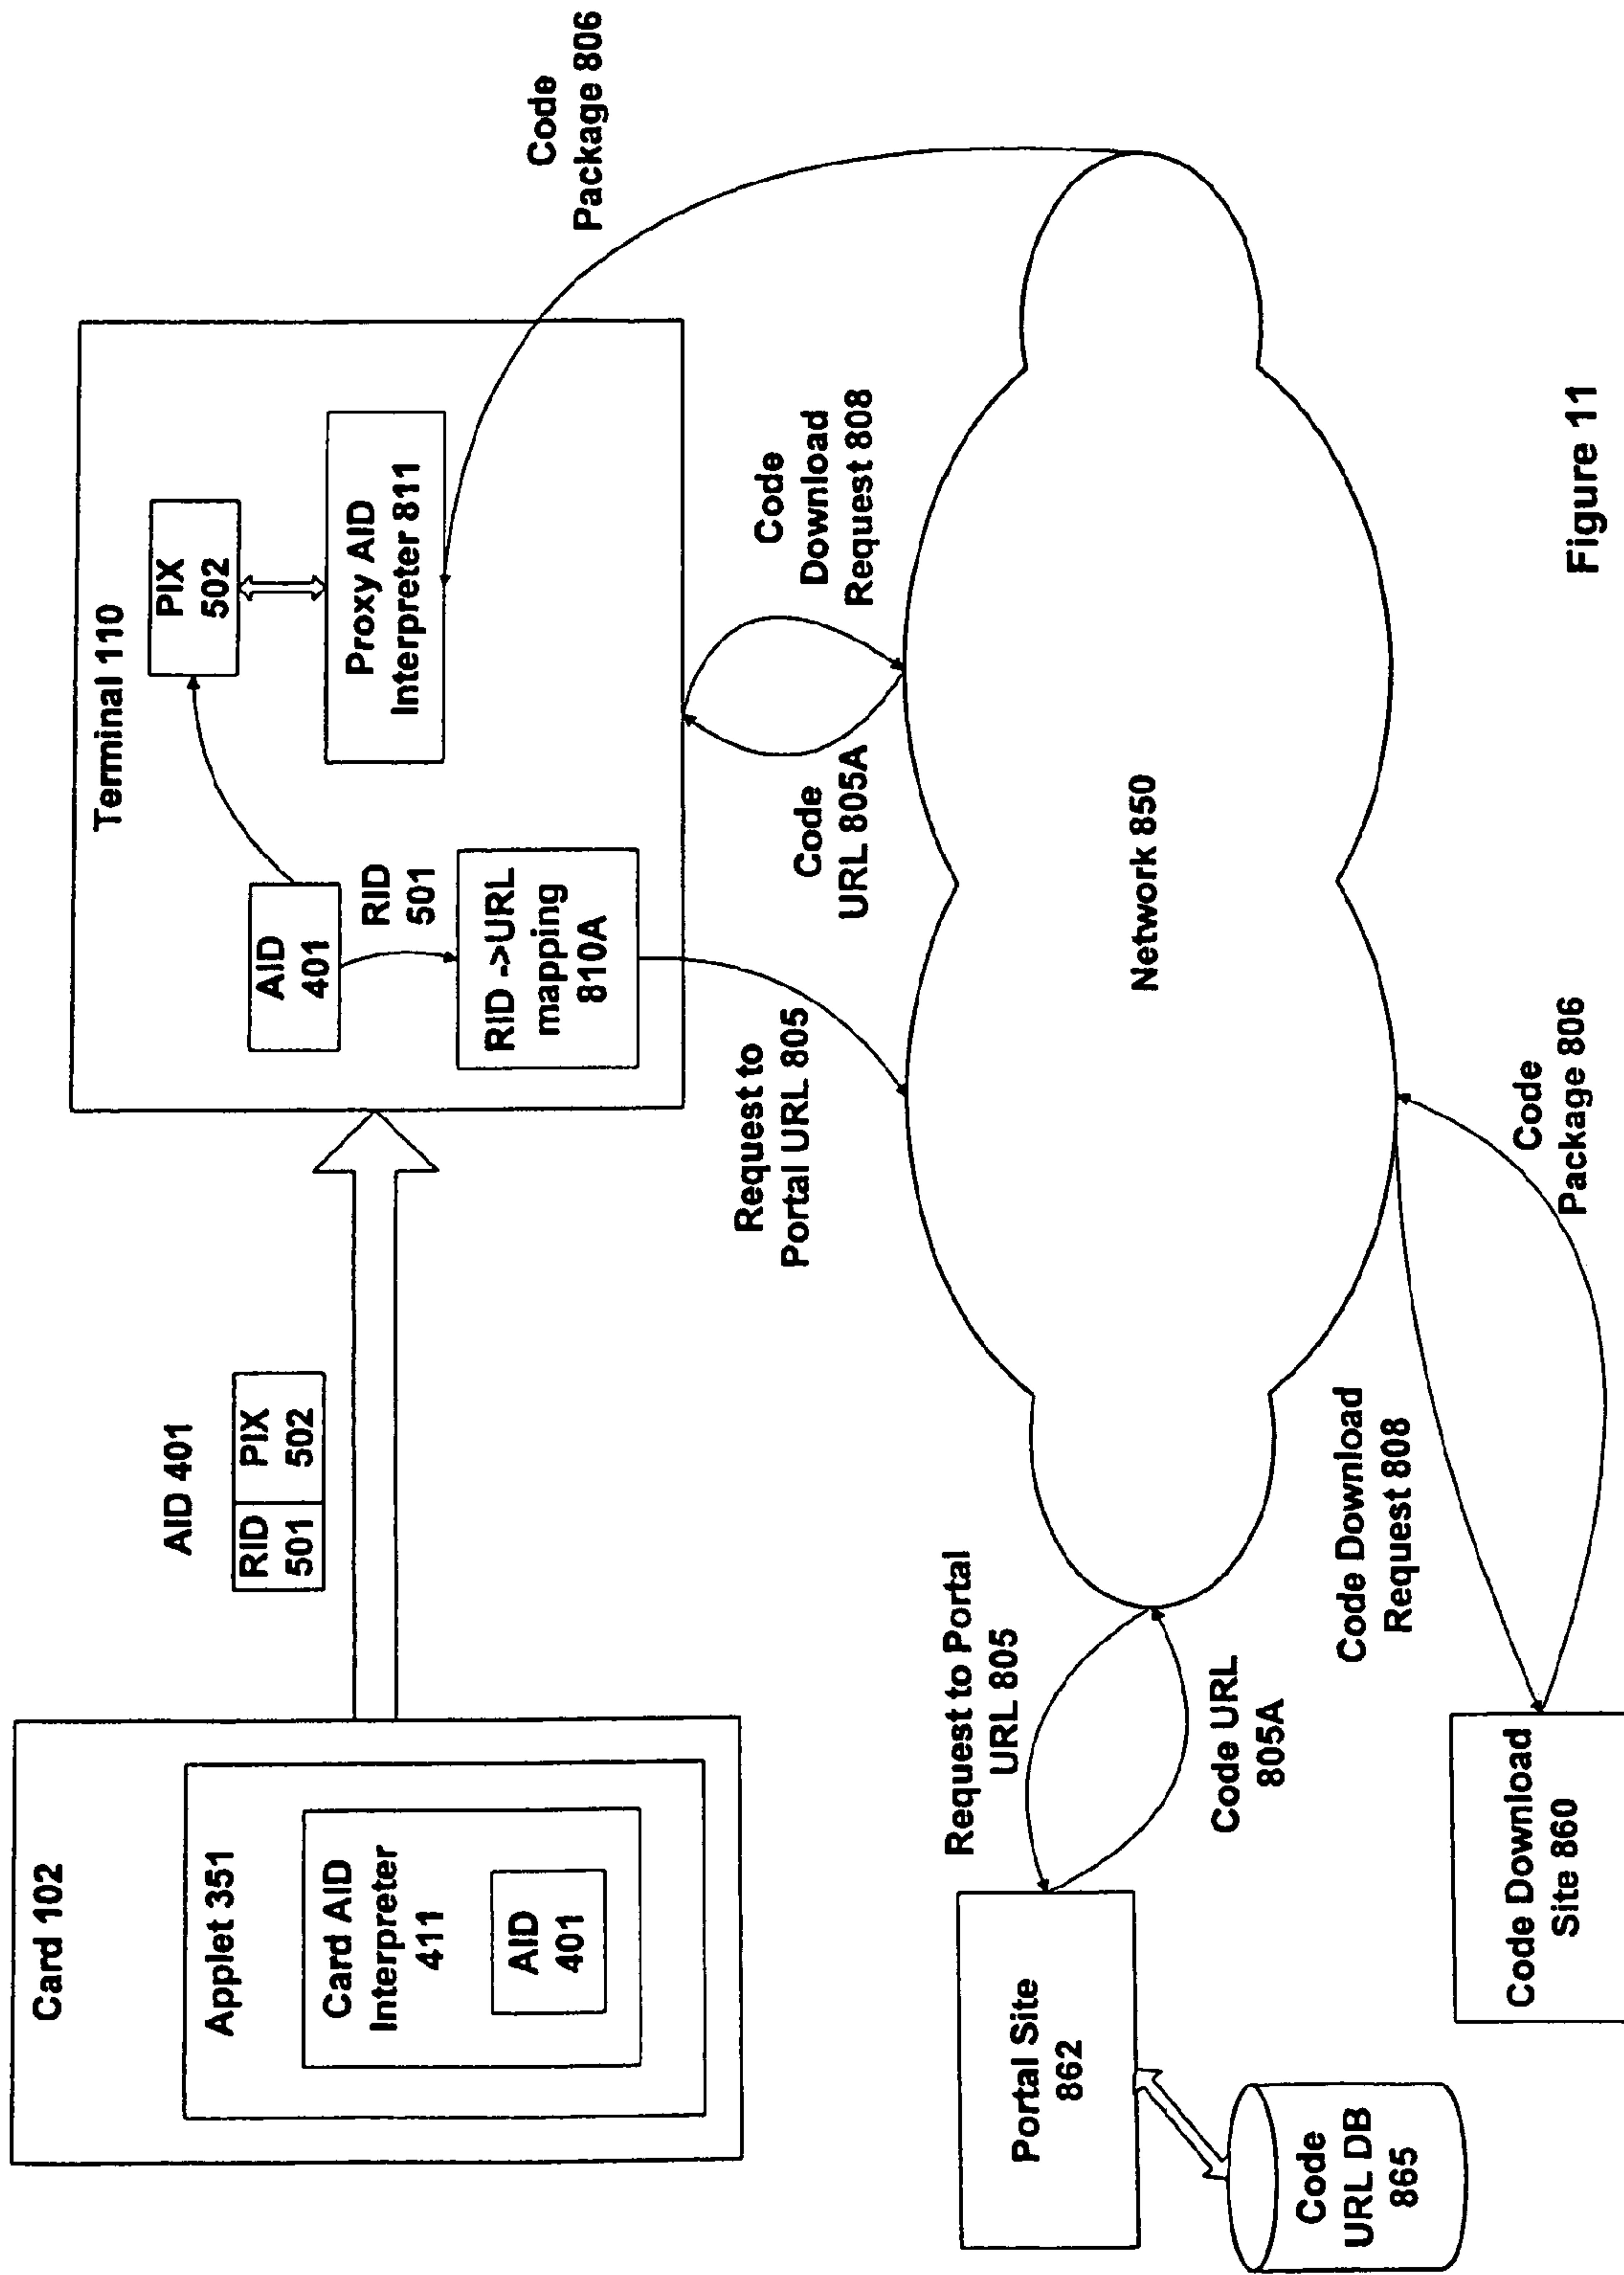 Card 102
Applet 351
Card AID
Interpreter
411
AID
401
AID 401
RID
501
PIX
502
Terminal 110
AID
401
RID
501
RID ->URL
mapping
810A
PIX
502
Proxy AID
Interpreter 811
Code
Package 806
Request to
Portal URL 805
Code
URL 805A
Code
Download
Request 808
Network 850
Request to Portal
URL 805
Code URL
805A
Portal Site
862
Code
URL DB
865
Code Download
Request 808
Code
Package 806
Code Download
Site 860
Figure 11